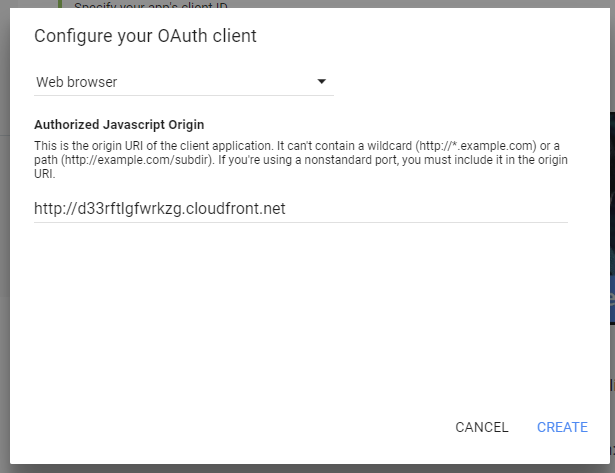 Specify your app's client ID
Configure your OAuth client
Web browser
Authorized Javascript Origin
This is the origin URI of the client application. It can't contain a wildcard (http://*.example.com) or a
path (http://example.com/subdir). If you're using a nonstandard port, you must include it in the origin
URI.
http://d33rftlgfwrkzg.cloudfront.net
CANCEL
CREATE